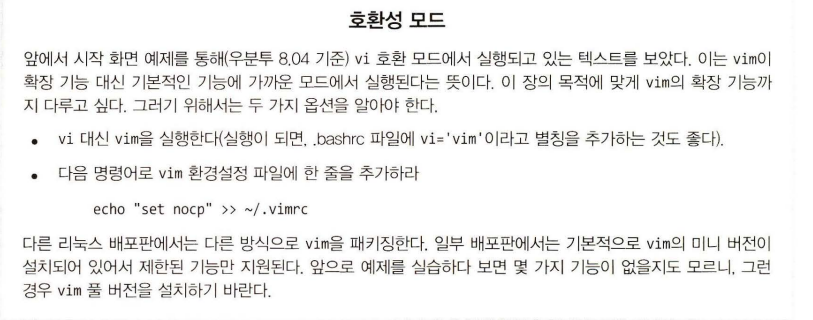 호환성 모드
앞에서 시작 화면 예제를 통해(우분투 8.04 기준) vi 호환 모드에서 실행되고 있는 텍스트를 보았다. 이는 vim이
확장 기능 대신 기본적인 기능에 가까운 모드에서 실행된다는 뜻이다. 이 장의 목적에 맞게 vim의 확장 기능까
지 다루고 싶다. 그러기 위해서는 두 가지 옵션을 알아야 한다.
• vi 대신 vim을 실행한다(실행이 되면, .bashrc 파일에 vi='vim'이라고 별칭을 추가하는 것도 좋다).
• 다음 명령어로 vim 환경설정 파일에 한 줄을 추가하라
echo "set nocp" >> ~/.vimrc
다른 리눅스 배포판에서는 다른 방식으로 vim을 패키징한다. 일부 배포판에서는 기본적으로 vim의 미니 버전이
설치되어 있어서 제한된 기능만 지원된다. 앞으로 예제를 실습하다 보면 몇 가지 기능이 없을지도 모르니, 그런
경우 vim 풀 버전을 설치하기 바란다.